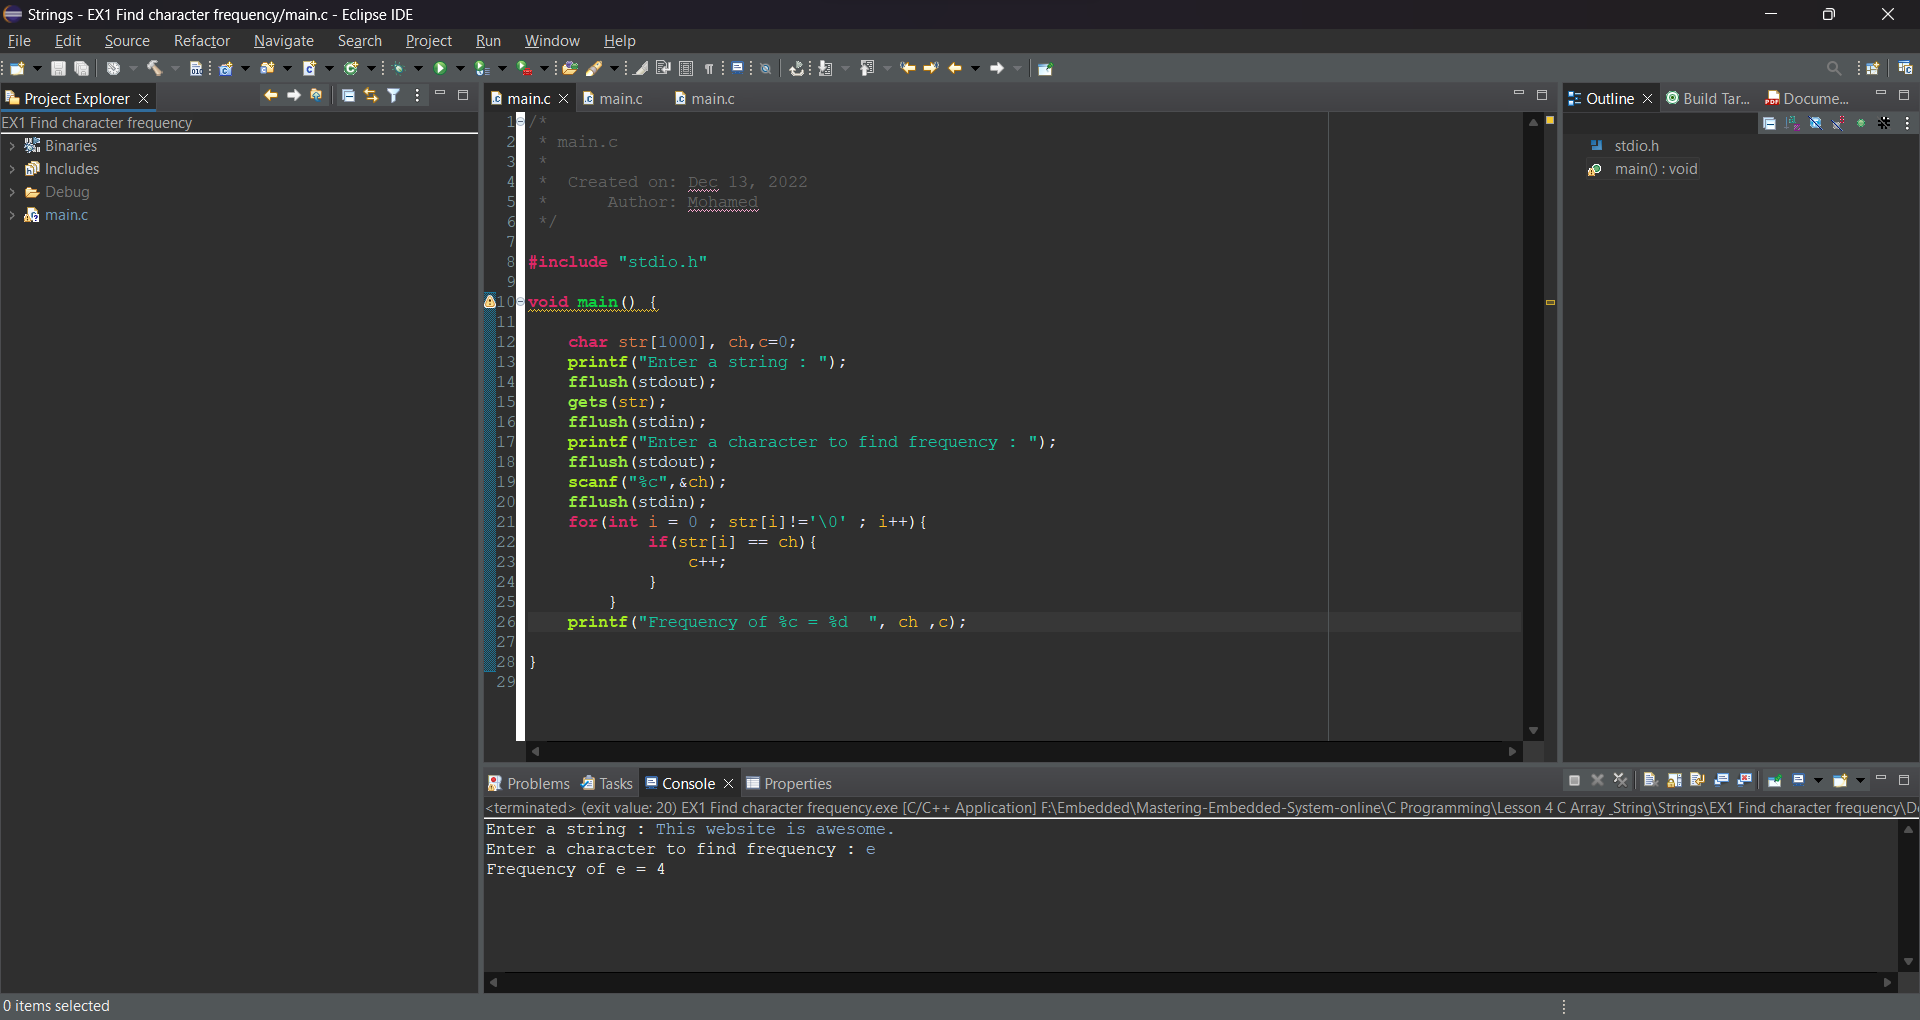 Strings - EX1 Find character frequency/main.c - Eclipse IDE
File Edit Source Refactor Navigate Search Project Run Window Help
Project Explorer
EX1 Find character frequency
Binaries
Includes
Debug
main.c
main.c main.c main.c
1 /*
2 * main.c
3 *
4 * Created on: Dec 13, 2022
5 * Author: Mohamed
6 */
7
8 #include "stdio.h"
9
10 void main() {
11
12 char str[1000], ch,c=0;
13 printf("Enter a string : ");
14 fflush(stdout);
15 gets(str);
16 fflush(stdin);
17 printf("Enter a character to find frequency : ");
18 fflush(stdout);
19 scanf("%c",&ch);
20 fflush(stdin);
21 for(int i = 0 ; str[i]!='\0' ; i++){
22 if(str[i] == ch){
23 c++;
24 }
25 }
26 printf("Frequency of %c = %d  ", ch ,c);
27
28 }
29
Outline Build Tar... Docume...
stdio.h
main() : void
Problems Tasks Console Properties
<terminated> (exit value: 20) EX1 Find character frequency.exe [C/C++ Application] F:\Embedded\Mastering-Embedded-System-online\C Programming\Lesson 4 C Array _String\Strings\EX1 Find character frequency\D
Enter a string : This website is awesome.
Enter a character to find frequency : e
Frequency of e = 4
0 items selected